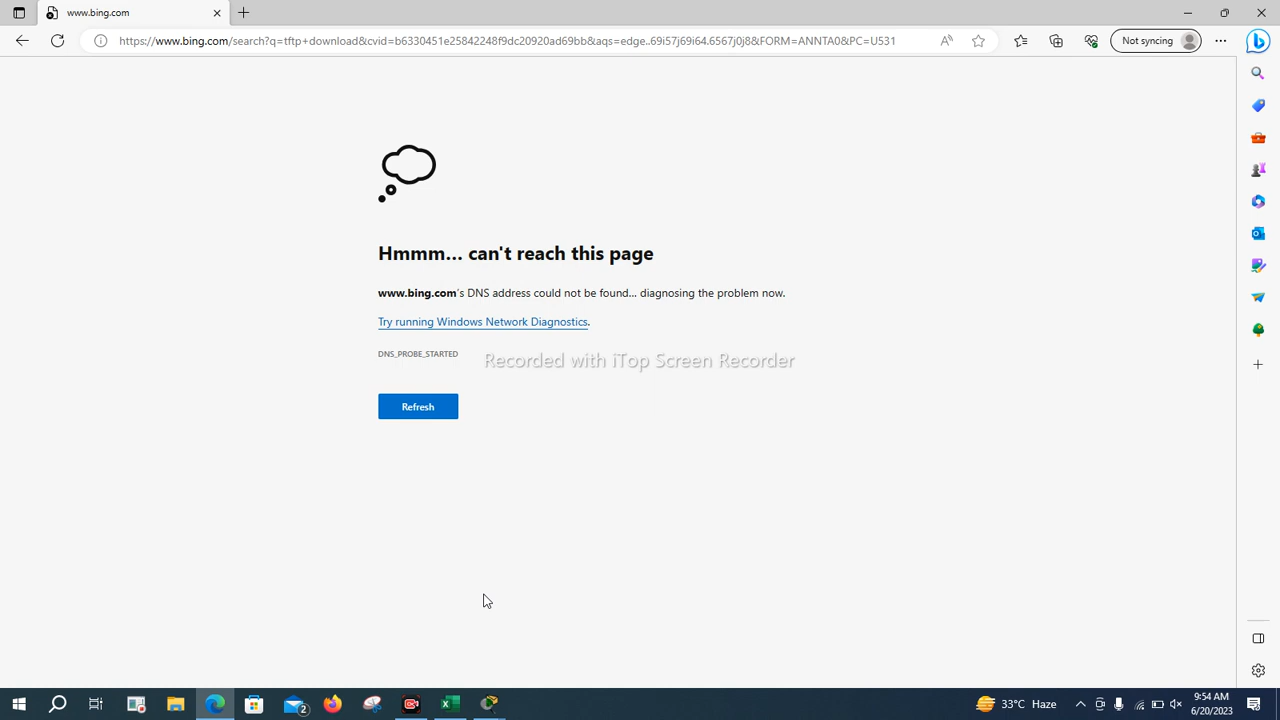 www.bing.com
https://www.bing.com/search?q=tftp+download&cvid=b6330451e25842248f9dc20920ad69bb&aqs=edge..69i57j69i64.6567j0j8&FORM=ANNTA0&PC=U531
Not syncing
Hmmm… can't reach this page
www.bing.com's DNS address could not be found... diagnosing the problem now.
Try running Windows Network Diagnostics.
DNS_PROBE_STARTED
Recorded with iTop Screen Recorder
Refresh
2
33°C Haze
9:54 AM
6/20/2023